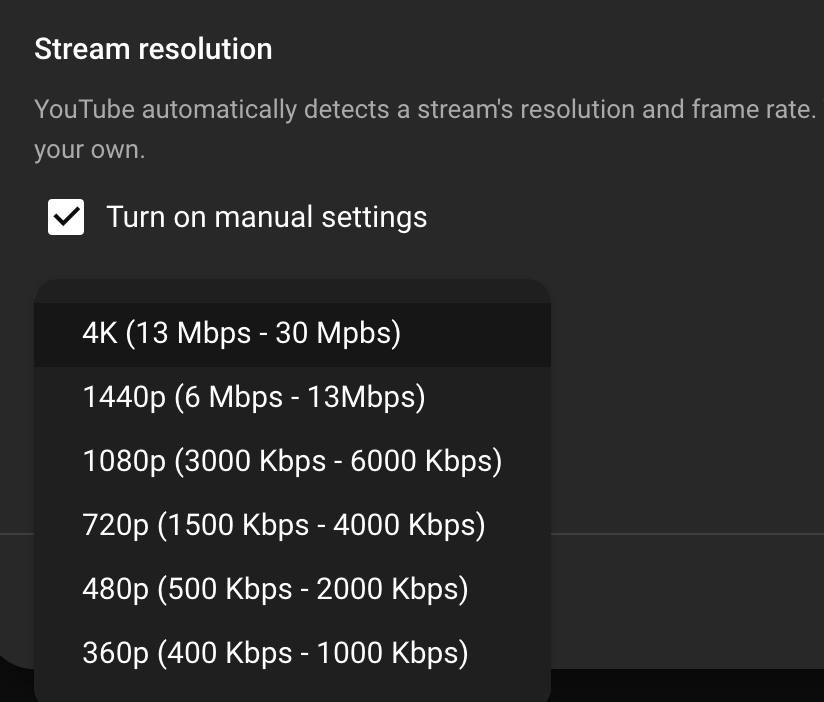 Stream resolution
YouTube automatically detects a stream's resolution and frame rate.
your own.
Turn on manual settings
4K (13 Mbps - 30 Mpbs)
1440p (6 Mbps - 13Mbps)
1080p (3000 Kbps - 6000 Kbps)
720p (1500 Kbps - 4000 Kbps)
480p (500 Kbps - 2000 Kbps)
360p (400 Kbps - 1000 Kbps)